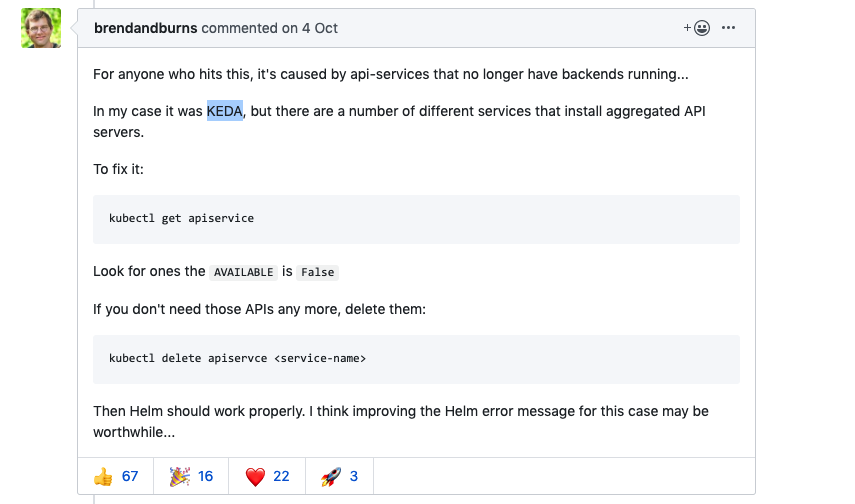 brendandburns commented on 4 Oct
For anyone who hits this, it's caused by api-services that no longer have backends running...
In my case it was KEDA, but there are a number of different services that install aggregated API
servers.
To fix it:
kubectl get apiservice
Look for ones the AVAILABLE is False
If you don't need those APIs any more, delete them:
kubectl delete apiservce <service-name>
Then Helm should work properly. I think improving the Helm error message for this case may be
worthwhile...
67 16 22 3